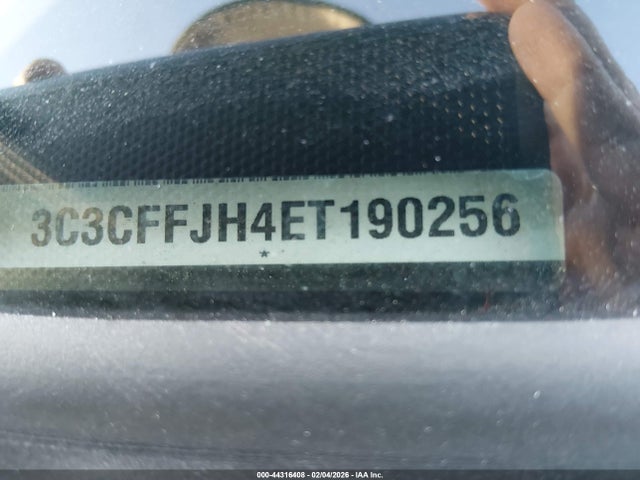 3C3CFFJH4ET190256
*
000-44316408 - 02/04/2026 - IAA Inc.